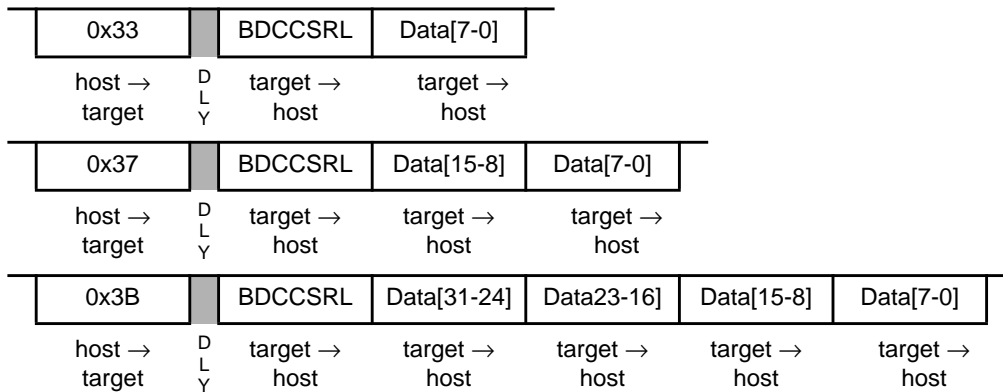 0x33 BDCCSRL Data[7-0]
host → D target → target →
target L host host
Y
0x37 BDCCSRL Data[15-8] Data[7-0]
host → D target → target → target →
target L host host host
Y
0x3B BDCCSRL Data[31-24] Data23-16] Data[15-8] Data[7-0]
host → D target → target → target → target → target →
target L host host host host host
Y